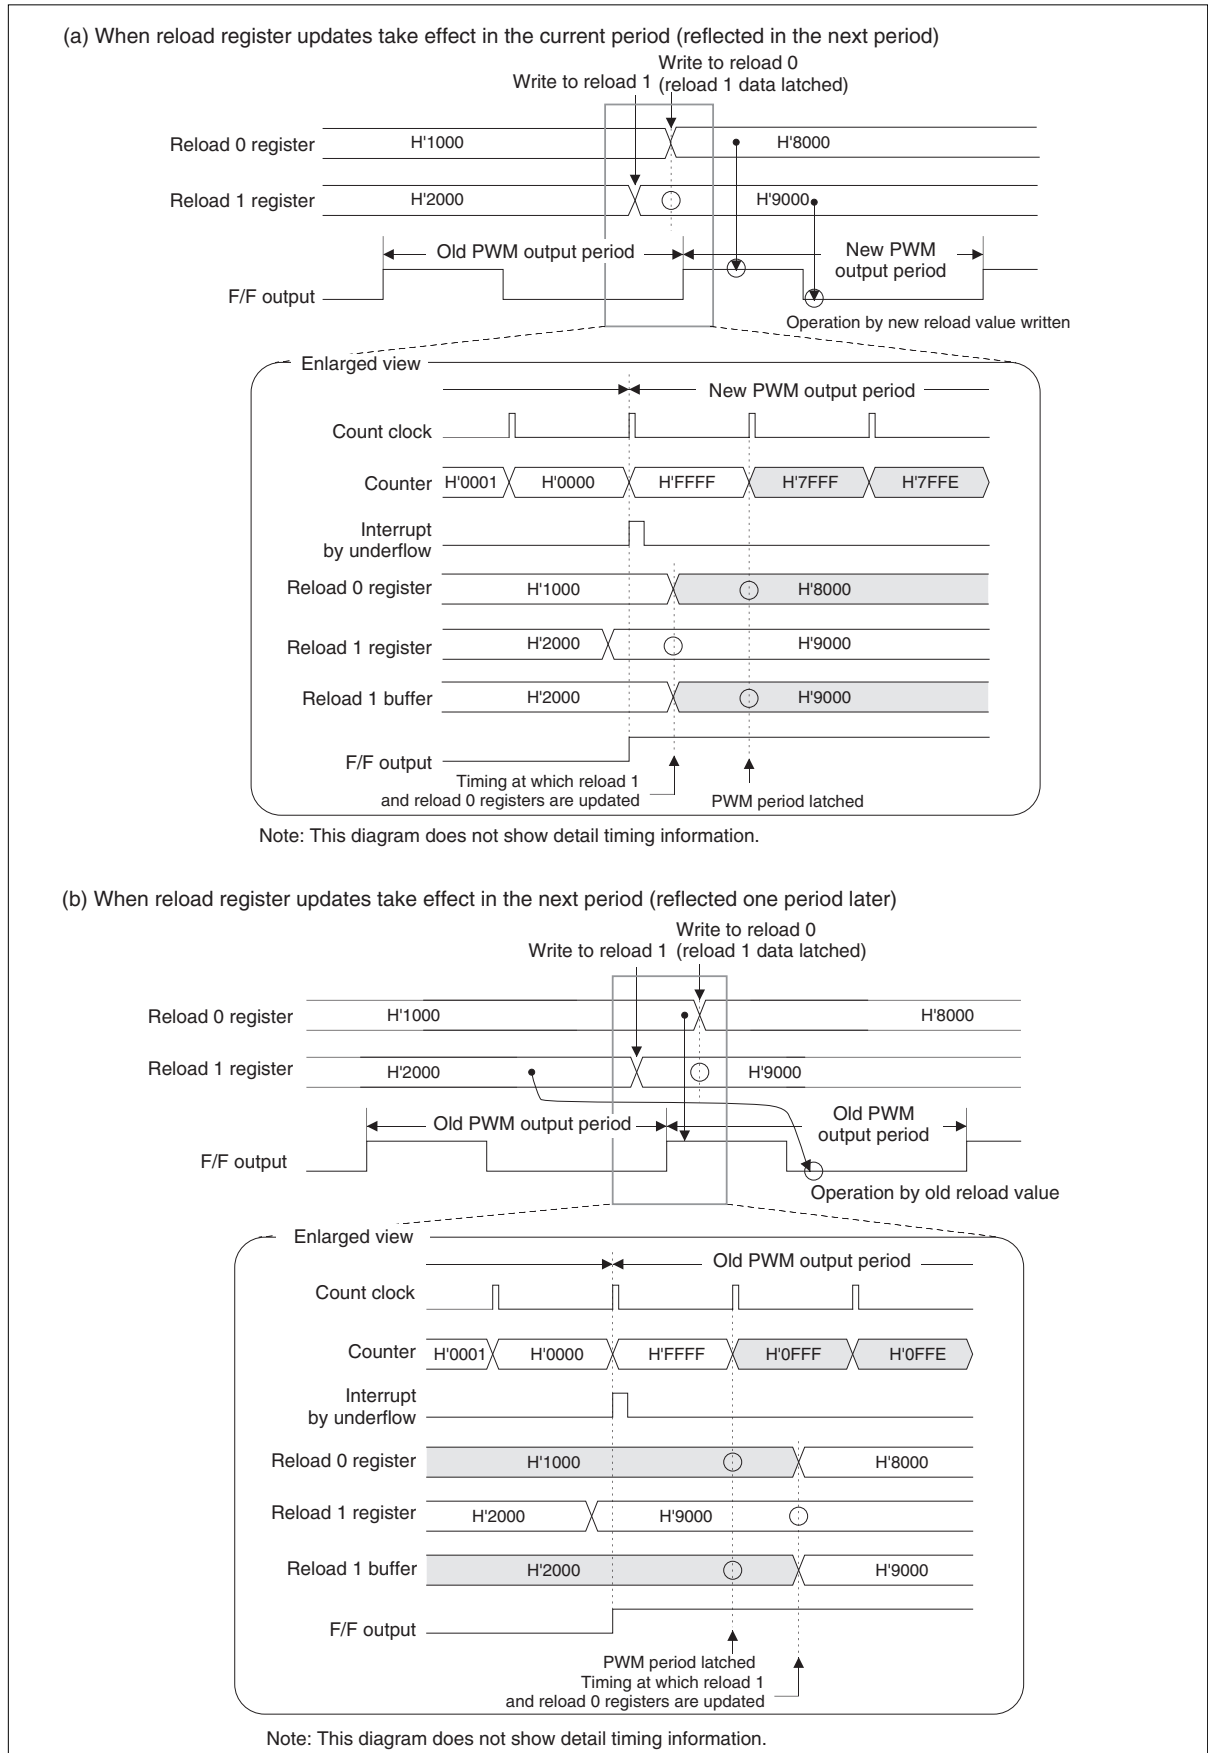 (a) When reload register updates take effect in the current period (reflected in the next period)
Write to reload 0
Write to reload 1 (reload 1 data latched)
Reload 0 register H'1000 H'8000
Reload 1 register H'2000 H'9000
Old PWM output period New PWM
output period
F/F output
Operation by new reload value written
Enlarged view
New PWM output period
Count clock
Counter H'0001 H'0000 H'FFFF H'7FFF H'7FFE
Interrupt
by underflow
Reload 0 register H'1000 H'8000
Reload 1 register H'2000 H'9000
Reload 1 buffer H'2000 H'9000
F/F output
Timing at which reload 1
and reload 0 registers are updated PWM period latched
Note: This diagram does not show detail timing information.
(b) When reload register updates take effect in the next period (reflected one period later)
Write to reload 0
Write to reload 1 (reload 1 data latched)
Reload 0 register H'1000 H'8000
Reload 1 register H'2000 H'9000
Old PWM output period Old PWM
output period
F/F output
Operation by old reload value
Enlarged view
Old PWM output period
Count clock
Counter H'0001 H'0000 H'FFFF H'0FFF H'0FFE
Interrupt
by underflow
Reload 0 register H'1000 H'8000
Reload 1 register H'2000 H'9000
Reload 1 buffer H'2000 H'9000
F/F output
PWM period latched
Timing at which reload 1
and reload 0 registers are updated
Note: This diagram does not show detail timing information.